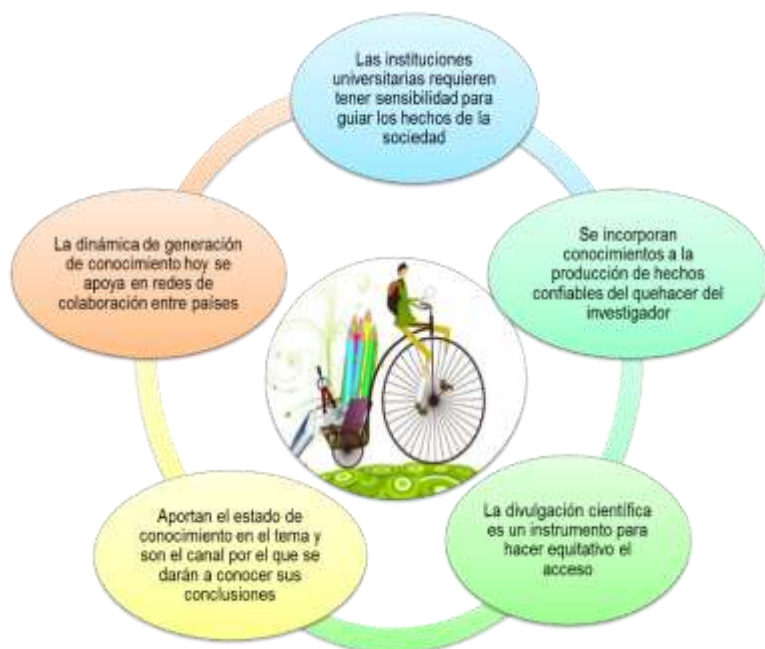 Las instituciones
universitarias requieren
tener sensibilidad para
guiar los hechos de la
sociedad
Se incorporan
conocimientos a la
producción de hechos
confiables del quehacer del
investigador
La divulgación científica
es un instrumento para
hacer equitativo el
acceso
Aportan el estado de
conocimiento en el tema y
son el canal por el que se
darán a conocer sus
conclusiones
La dinámica de generación
de conocimiento hoy se
apoya en redes de
colaboración entre países